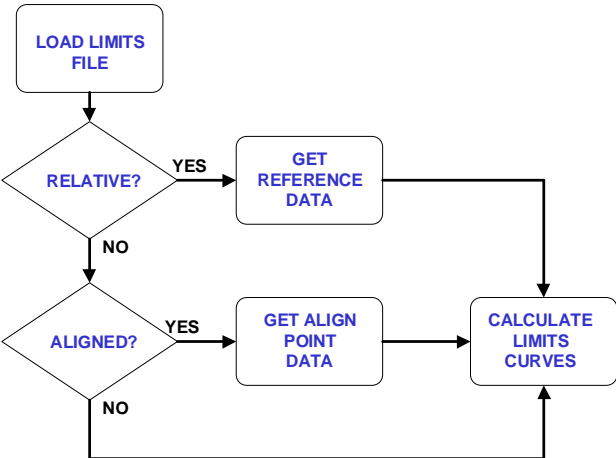 LOAD LIMITS
FILE
RELATIVE?
YES
GET
REFERENCE
DATA
NO
ALIGNED?
YES
GET ALIGN
POINT
DATA
CALCULATE
LIMITS
CURVES
NO